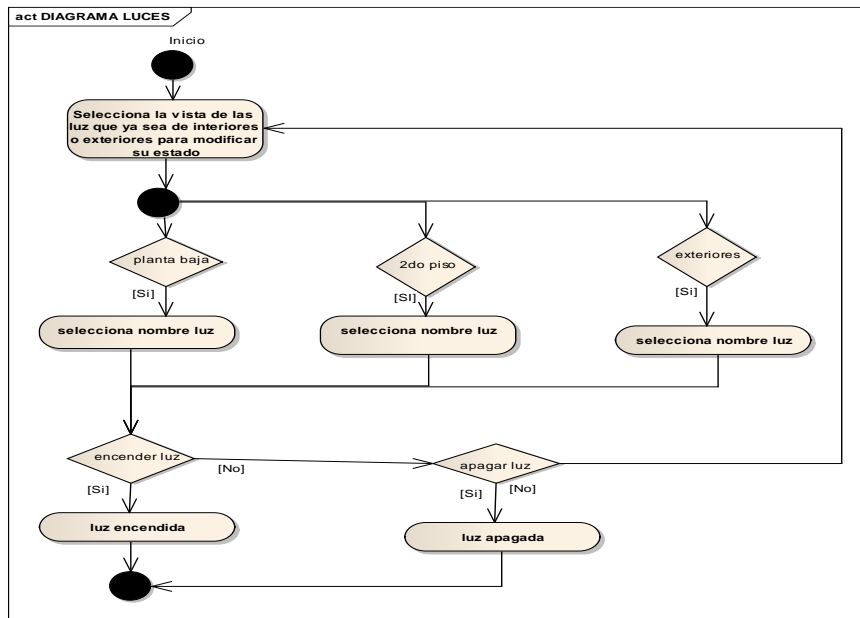 act DIAGRAMA LUCES
Inicio
Selecciona la vista de las
luz que ya sea de interiores
o exteriores para modificar
su estado
planta baja
2do piso
exteriores
[Si]
[SI]
[Si]
selecciona nombre luz
selecciona nombre luz
selecciona nombre luz
encender luz
[No]
apagar luz
[Si]
[Si]
[No]
luz encendida
luz apagada